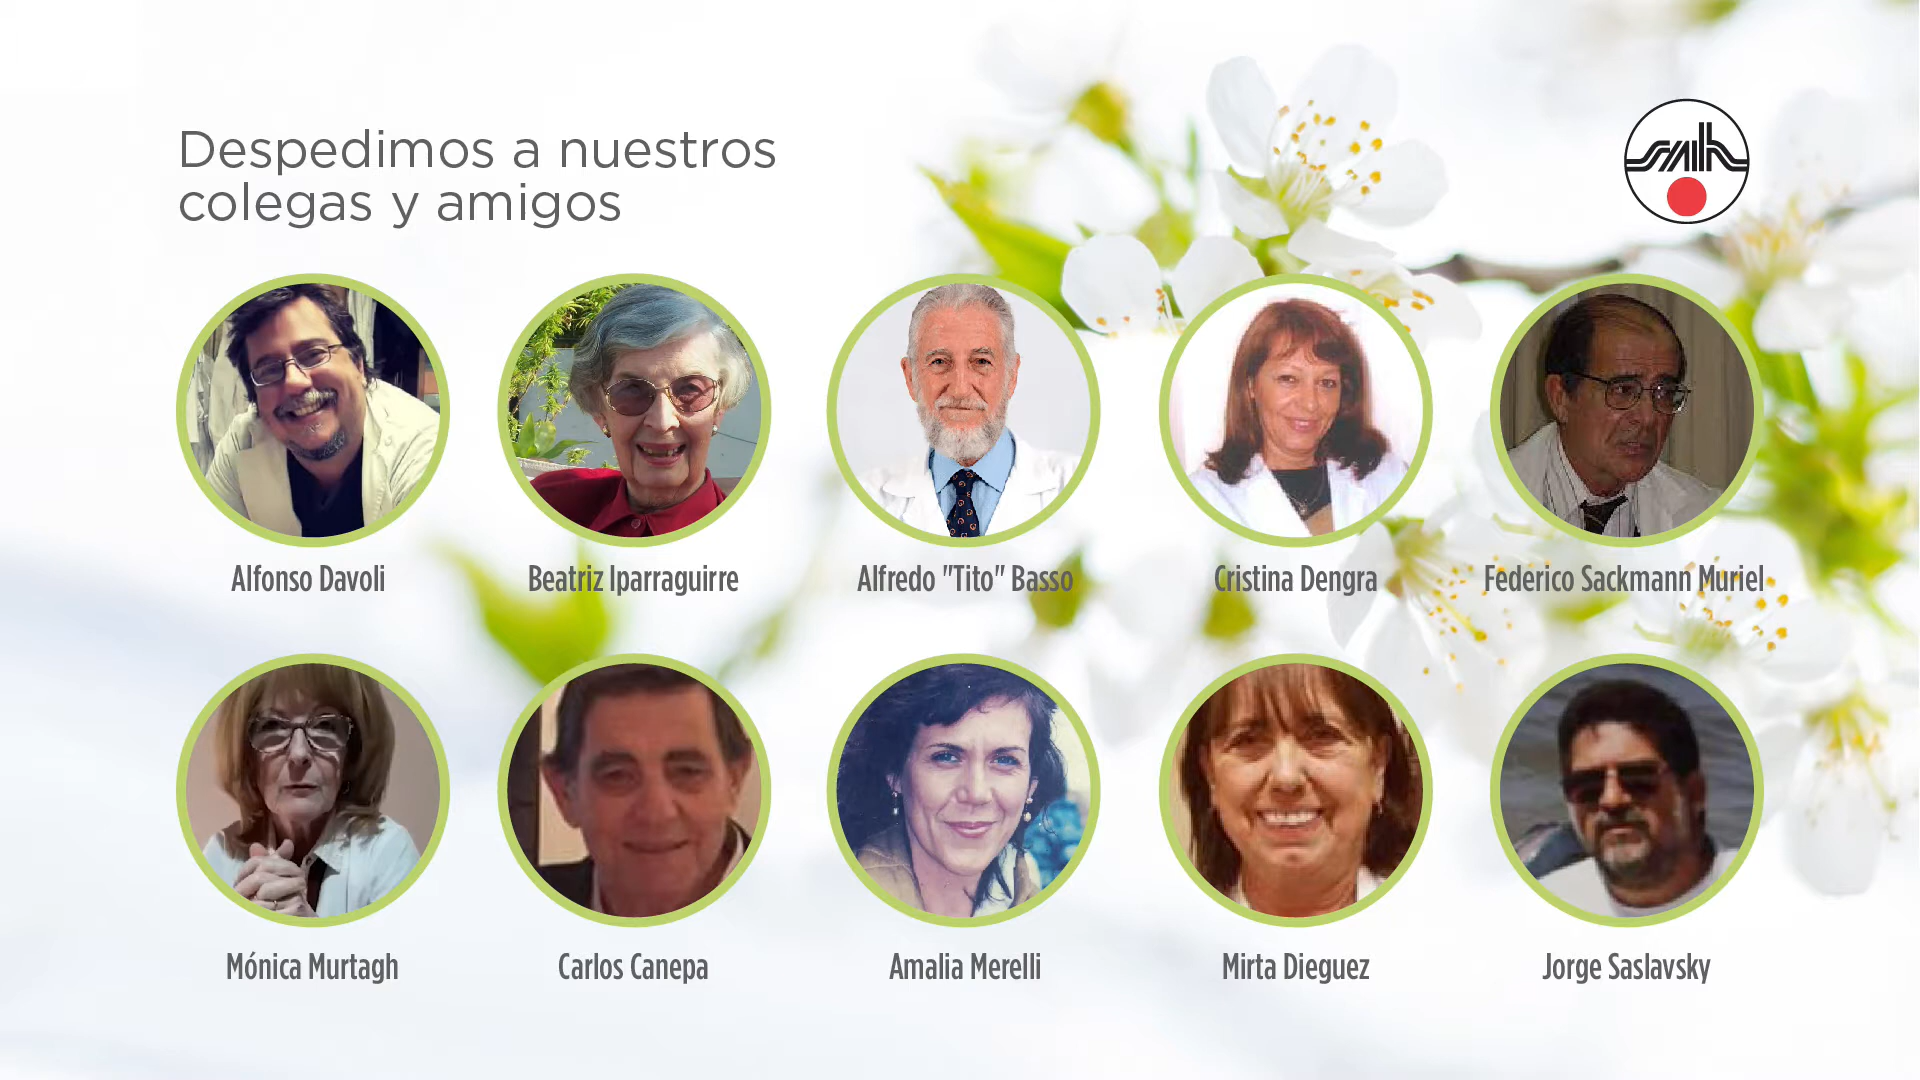 Despedimos a nuestros
colegas y amigos
Alfonso Davoli
Beatriz Iparraguirre
Alfredo "Tito" Basso
Cristina Dengra
Federico Sackmann Muriel
Mónica Murtagh
Carlos Canepa
Amalia Merelli
Mirta Dieguez
Jorge Saslavsky